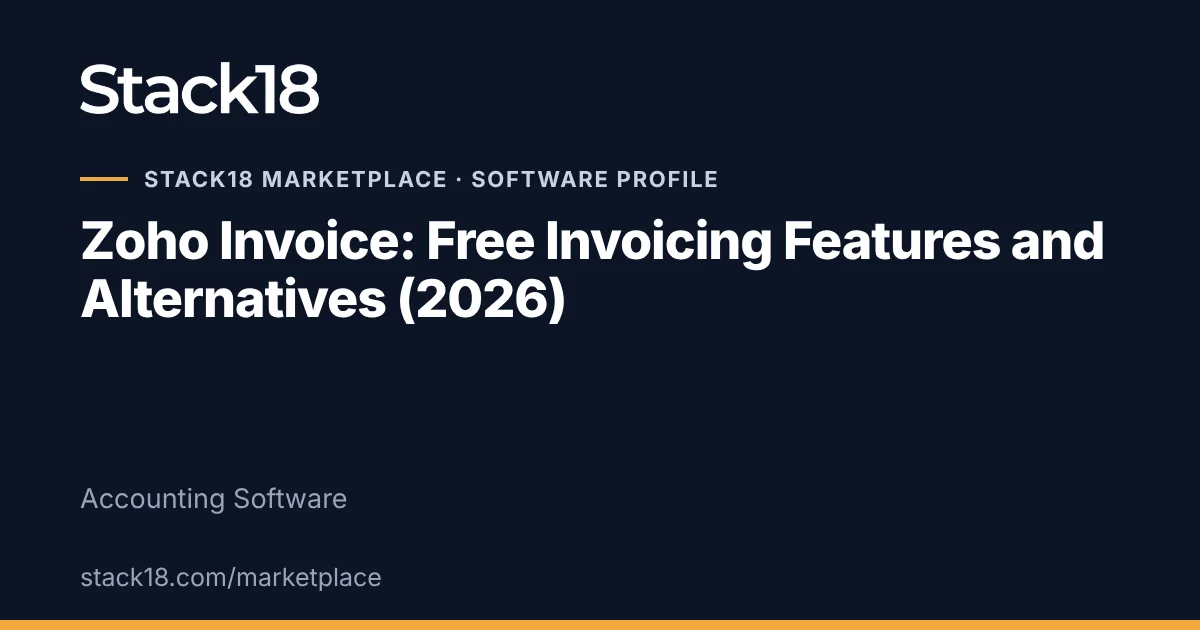 Stack18
STACK18 MARKETPLACE · SOFTWARE PROFILE
Zoho Invoice: Free Invoicing Features and
Alternatives (2026)
Accounting Software
stack18.com/marketplace